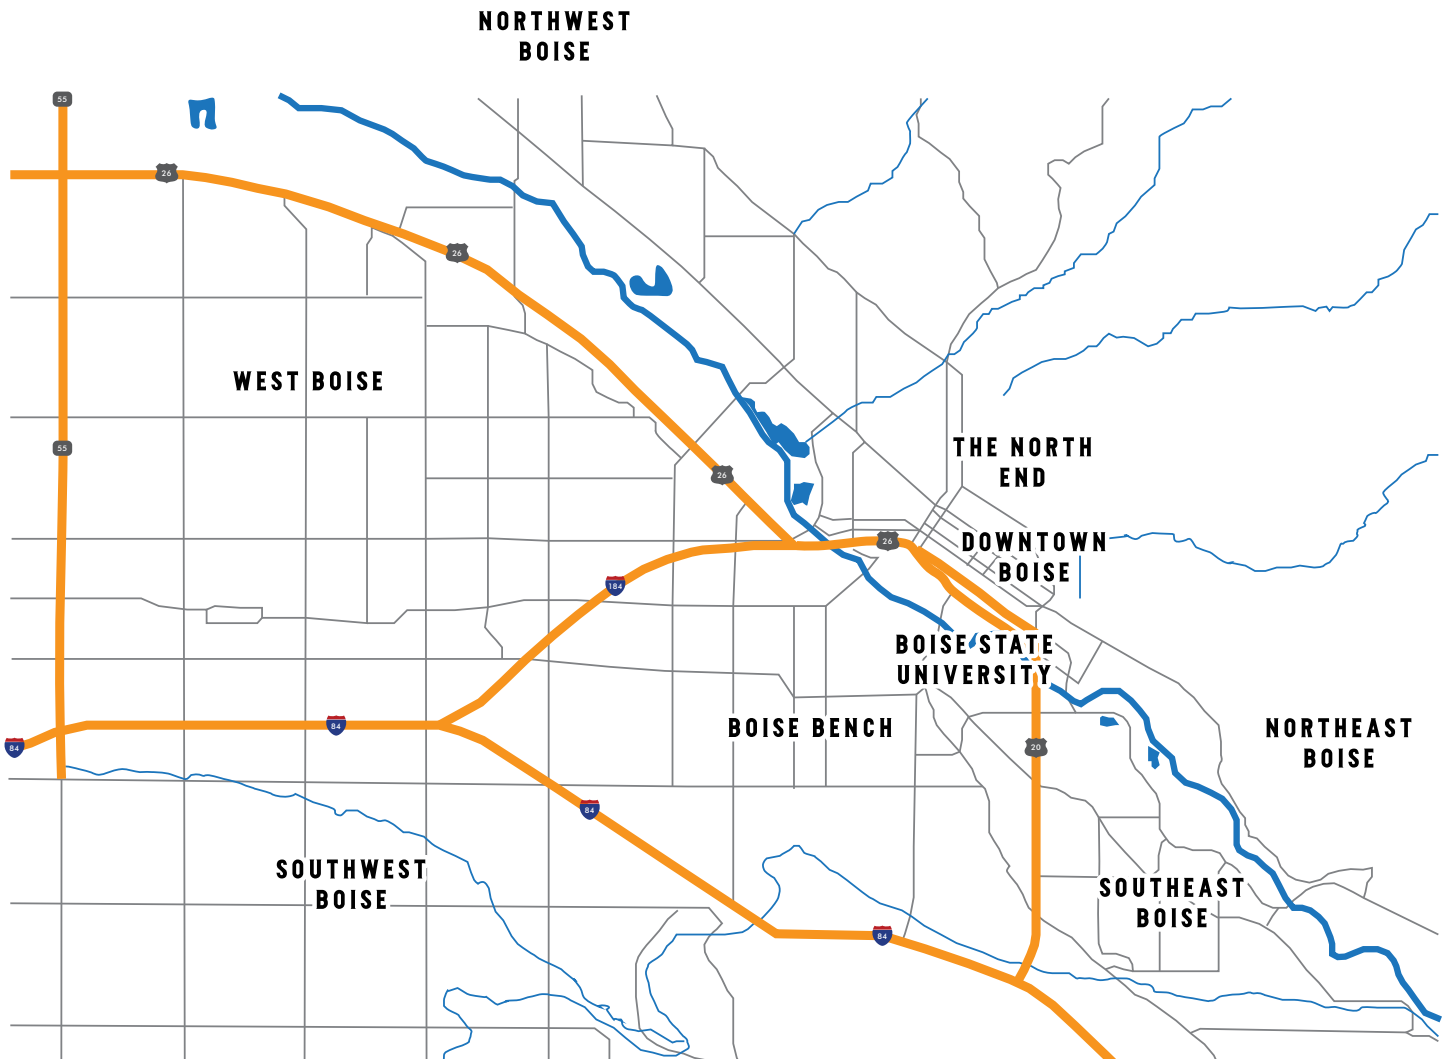 NORTHWEST
BOISE
55
26
26
WEST BOISE
55
THE NORTH
END
26
26
DOWNTOWN
BOISE
184
BOISE STATE
UNIVERSITY
84
84
BOISE BENCH
20
NORTHEAST
BOISE
84
SOUTHWEST
BOISE
SOUTHEAST
BOISE
84